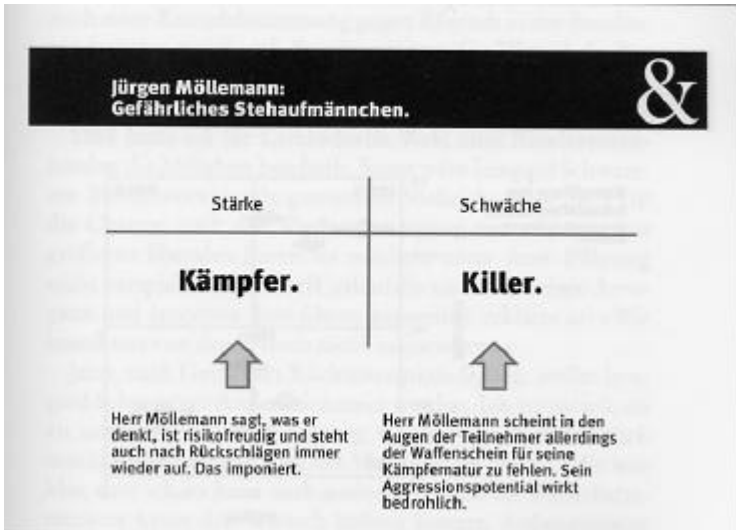 Jürgen Möllemann:
Gefährliches Stehaufmännchen.
&
Stärke
Schwäche
Kämpfer.
Killer.
Herr Möllemann sagt, was er
denkt, ist risikofreudig und steht
auch nach Rückschlägen immer
wieder auf. Das imponiert.
Herr Möllemann scheint in den
Augen der Teilnehmer allerdings
der Waffenschein für seine
Kämpfernatur zu fehlen. Sein
Aggressionspotential wirkt
bedrohlich.